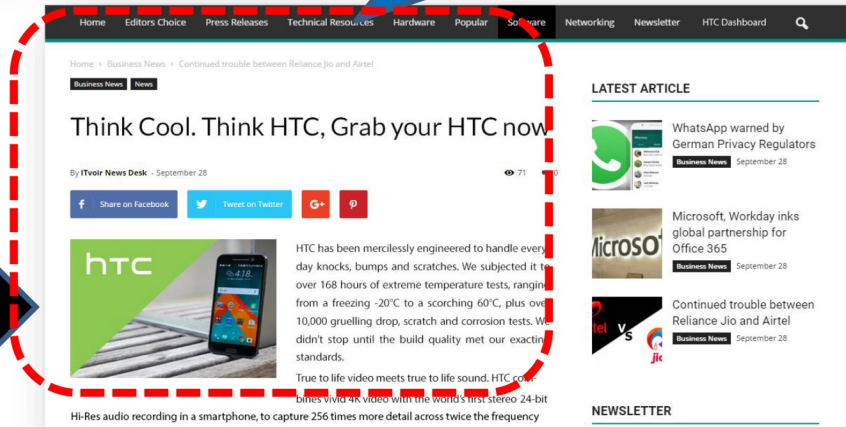 Home Editors Choice Press Releases Technical Resources Hardware Popular Software Networking Newsletter HTC Dashboard
Home › Business News › Continued trouble between Reliance Jio and Airtel
Business News News
Think Cool. Think HTC, Grab your HTC now
By ITvoir News Desk - September 28
71
0
Share on Facebook
Tweet on Twitter
G+
htc
4:18
HTC has been mercilessly engineered to handle every
day knocks, bumps and scratches. We subjected it to
over 168 hours of extreme temperature tests, ranging
from a freezing -20°C to a scorching 60°C, plus over
10,000 gruelling drop, scratch and corrosion tests. We
didn't stop until the build quality met our exacting
standards.
True to life video meets true to life sound. HTC com-
bines vivid 4K video with the world's first stereo 24-bit
Hi-Res audio recording in a smartphone, to capture 256 times more detail across twice the frequency
LATEST ARTICLE
WhatsApp warned by
German Privacy Regulators
Business News September 28
Microso
Microsoft, Workday inks
global partnership for
Office 365
Business News September 28
tel Vs jio
Continued trouble between
Reliance Jio and Airtel
Business News September 28
NEWSLETTER